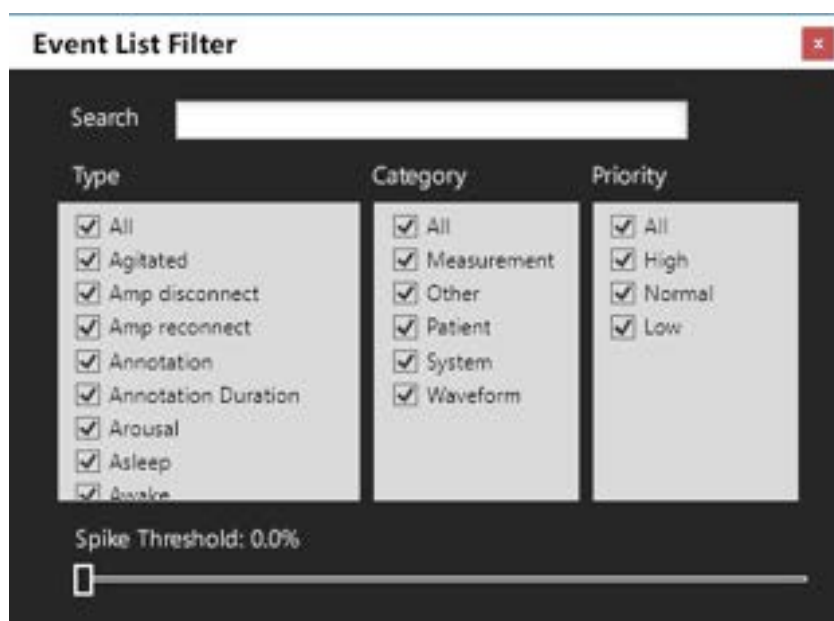 Event List Filter
x
Search
Type
Category
Priority
All
Agitated
Amp disconnect
Amp reconnect
Annotation
Annotation Duration
Arousal
Asleep
Awake
All
Measurement
Other
Patient
System
Waveform
All
High
Normal
Low
Spike Threshold: 0.0%